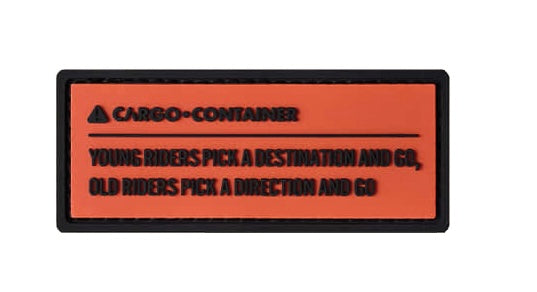 CARGO•CONTAINER
YOUNG RIDERS PICK A DESTINATION AND GO,
OLD RIDERS PICK A DIRECTION AND GO